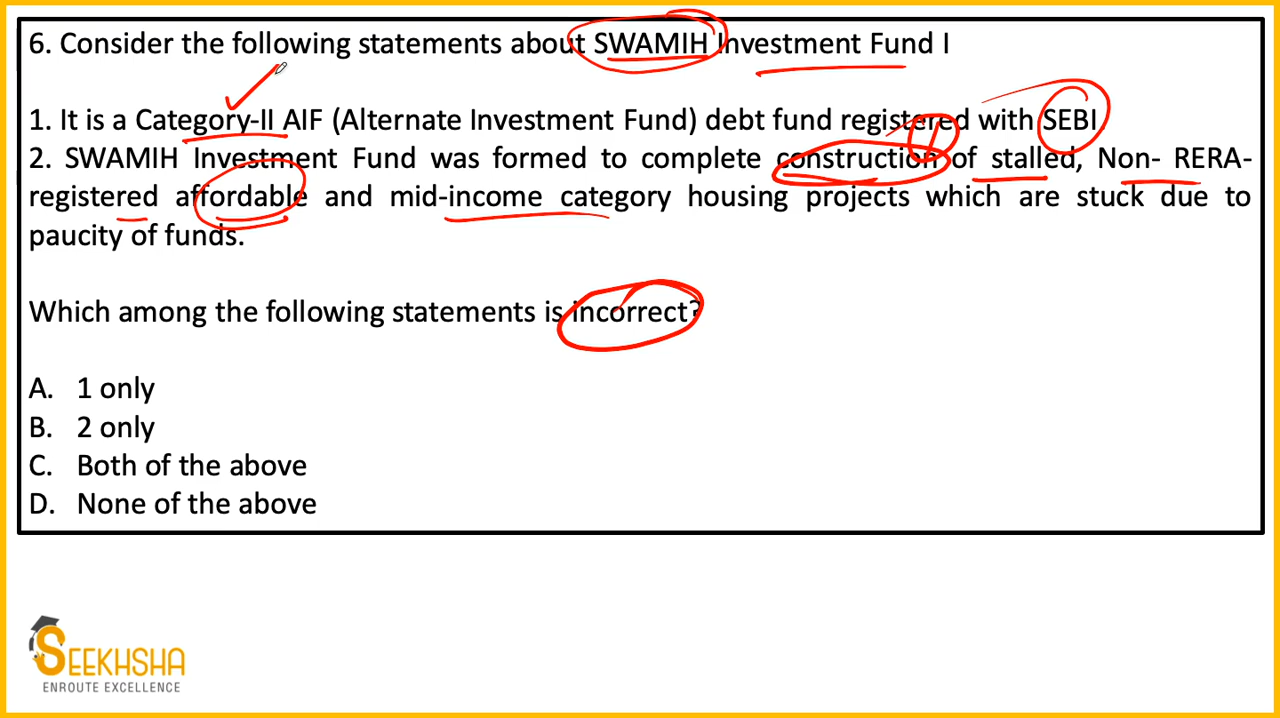 6. Consider the following statements about SWAMIH Investment Fund I
1. It is a Category-II AIF (Alternate Investment Fund) debt fund registered with SEBI
2. SWAMIH Investment Fund was formed to complete construction of stalled, Non- RERA-
registered affordable and mid-income category housing projects which are stuck due to
paucity of funds.
Which among the following statements is incorrect?
A. 1 only
B. 2 only
C. Both of the above
D. None of the above
SEEKHSHA
ENROUTE EXCELLENCE